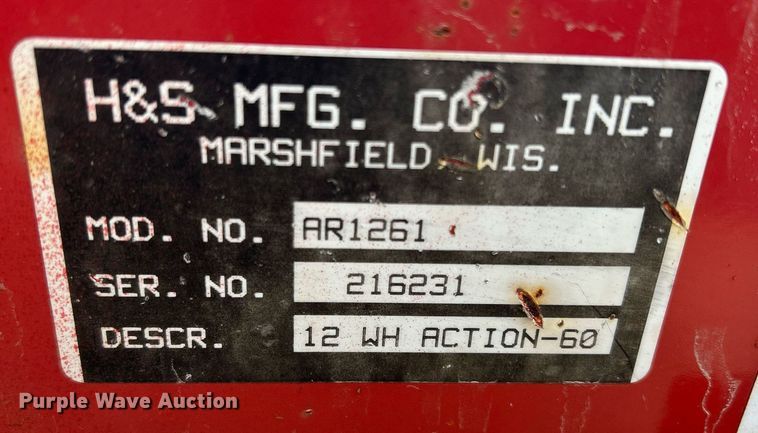 H&S MFG. CO. INC.
MARSHFIELD, WIS.
MOD. NO. AR1261
SER. NO. 216231
DESCR. 12 WH ACTION-60
Purple Wave Auction